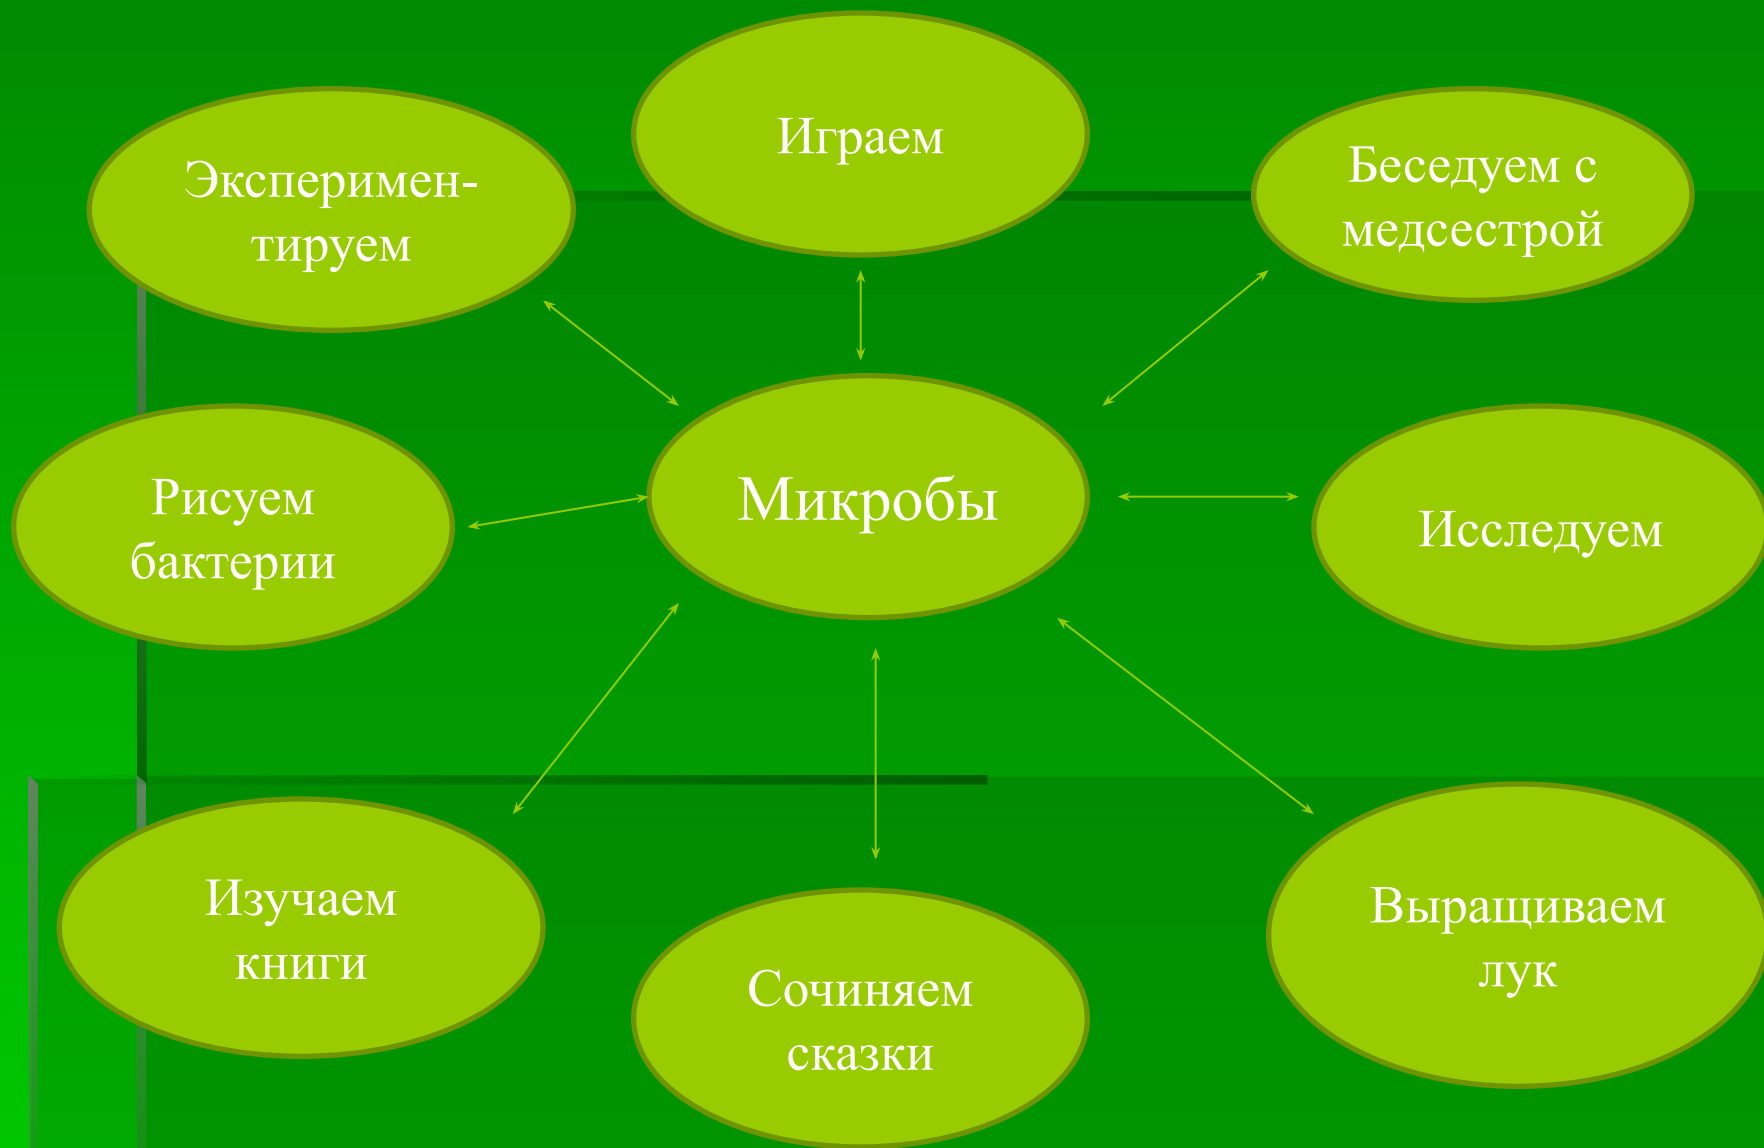 Играем
Эксперимен-
тируем
Беседуем с
медсестрой
Рисуем
бактерии
Микробы
Исследуем
Изучаем
книги
Сочиняем
сказки
Выращиваем
лук